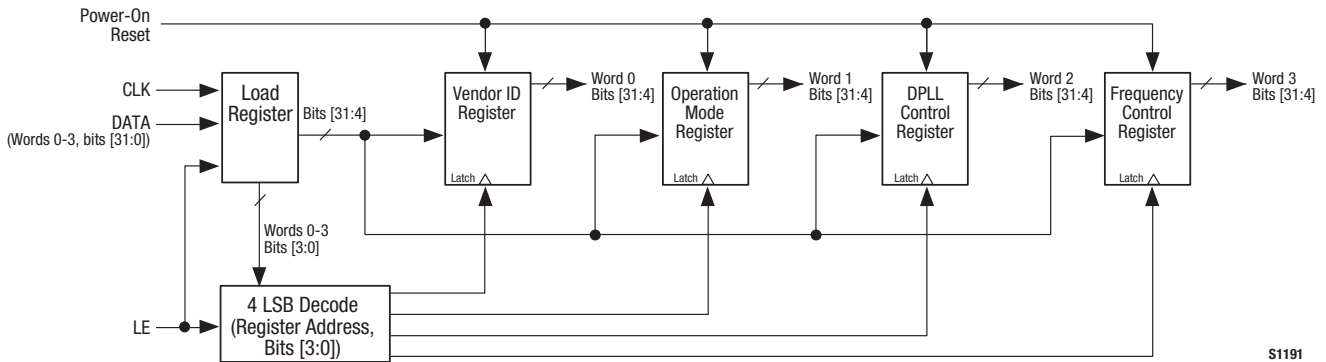 Power-On
Reset
CLK
DATA
(Words 0-3, bits [31:0])
Load
Register
Bits [31:4]
Vendor ID
Register
Latch
Word 0
Bits [31:4]
Operation
Mode
Register
Latch
Word 1
Bits [31:4]
DPLL
Control
Register
Latch
Word 2
Bits [31:4]
Frequency
Control
Register
Latch
Word 3
Bits [31:4]
Words 0-3
Bits [3:0]
LE
4 LSB Decode
(Register Address,
Bits [3:0])
S1191